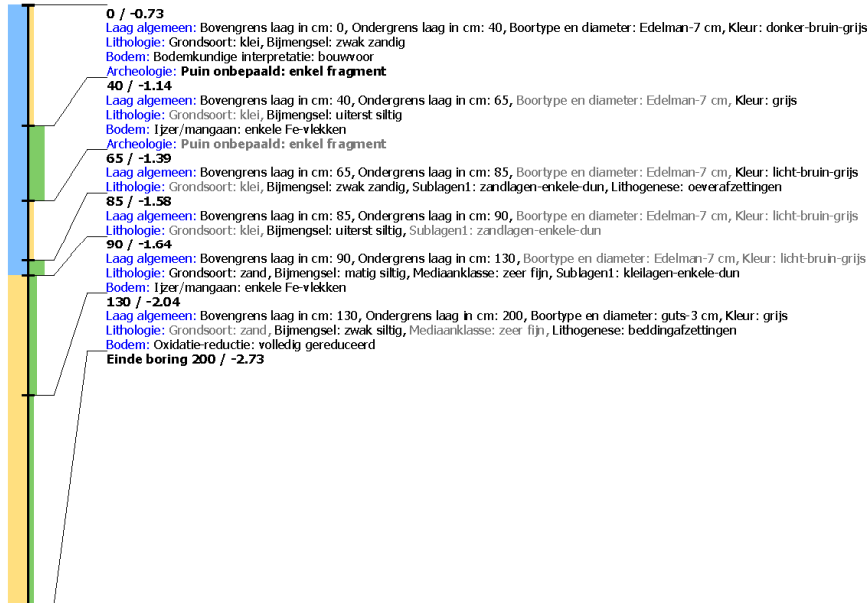 0 / -0.73
Laag algemeen: Bovengrens laag in cm: 0, Ondergrens laag in cm: 40, Boortype en diameter: Edelman-7 cm, Kleur: donker-bruin-grijs
Lithologie: Grondsoort: klei, Bijmengsel: zwak zandig
Bodem: Bodemkundige interpretatie: bouwvoor
Archeologie: Puin onbepaald: enkel fragment
40 / -1.14
Laag algemeen: Bovengrens laag in cm: 40, Ondergrens laag in cm: 65, Boortype en diameter: Edelman-7 cm, Kleur: grijs
Lithologie: Grondsoort: klei, Bijmengsel: uiterst siltig
Bodem: Ijzer/mangaan: enkele Fe-vlekken
Archeologie: Puin onbepaald: enkel fragment
65 / -1.39
Laag algemeen: Bovengrens laag in cm: 65, Ondergrens laag in cm: 85, Boortype en diameter: Edelman-7 cm, Kleur: licht-bruin-grijs
Lithologie: Grondsoort: klei, Bijmengsel: zwak zandig, Sublagen1: zandlagen-enkele-dun, Lithogenese: oeverafzettingen
85 / -1.58
Laag algemeen: Bovengrens laag in cm: 85, Ondergrens laag in cm: 90, Boortype en diameter: Edelman-7 cm, Kleur: licht-bruin-grijs
Lithologie: Grondsoort: klei, Bijmengsel: uiterst siltig, Sublagen1: zandlagen-enkele-dun
90 / -1.64
Laag algemeen: Bovengrens laag in cm: 90, Ondergrens laag in cm: 130, Boortype en diameter: Edelman-7 cm, Kleur: licht-bruin-grijs
Lithologie: Grondsoort: zand, Bijmengsel: matig siltig, Mediaanklasse: zeer fijn, Sublagen1: kleilagen-enkele-dun
Bodem: Ijzer/mangaan: enkele Fe-vlekken
130 / -2.04
Laag algemeen: Bovengrens laag in cm: 130, Ondergrens laag in cm: 200, Boortype en diameter: guts-3 cm, Kleur: grijs
Lithologie: Grondsoort: zand, Bijmengsel: zwak siltig, Mediaanklasse: zeer fijn, Lithogenese: beddingafzettingen
Bodem: Oxidatie-reductie: volledig gereduceerd
Einde boring 200 / -2.73